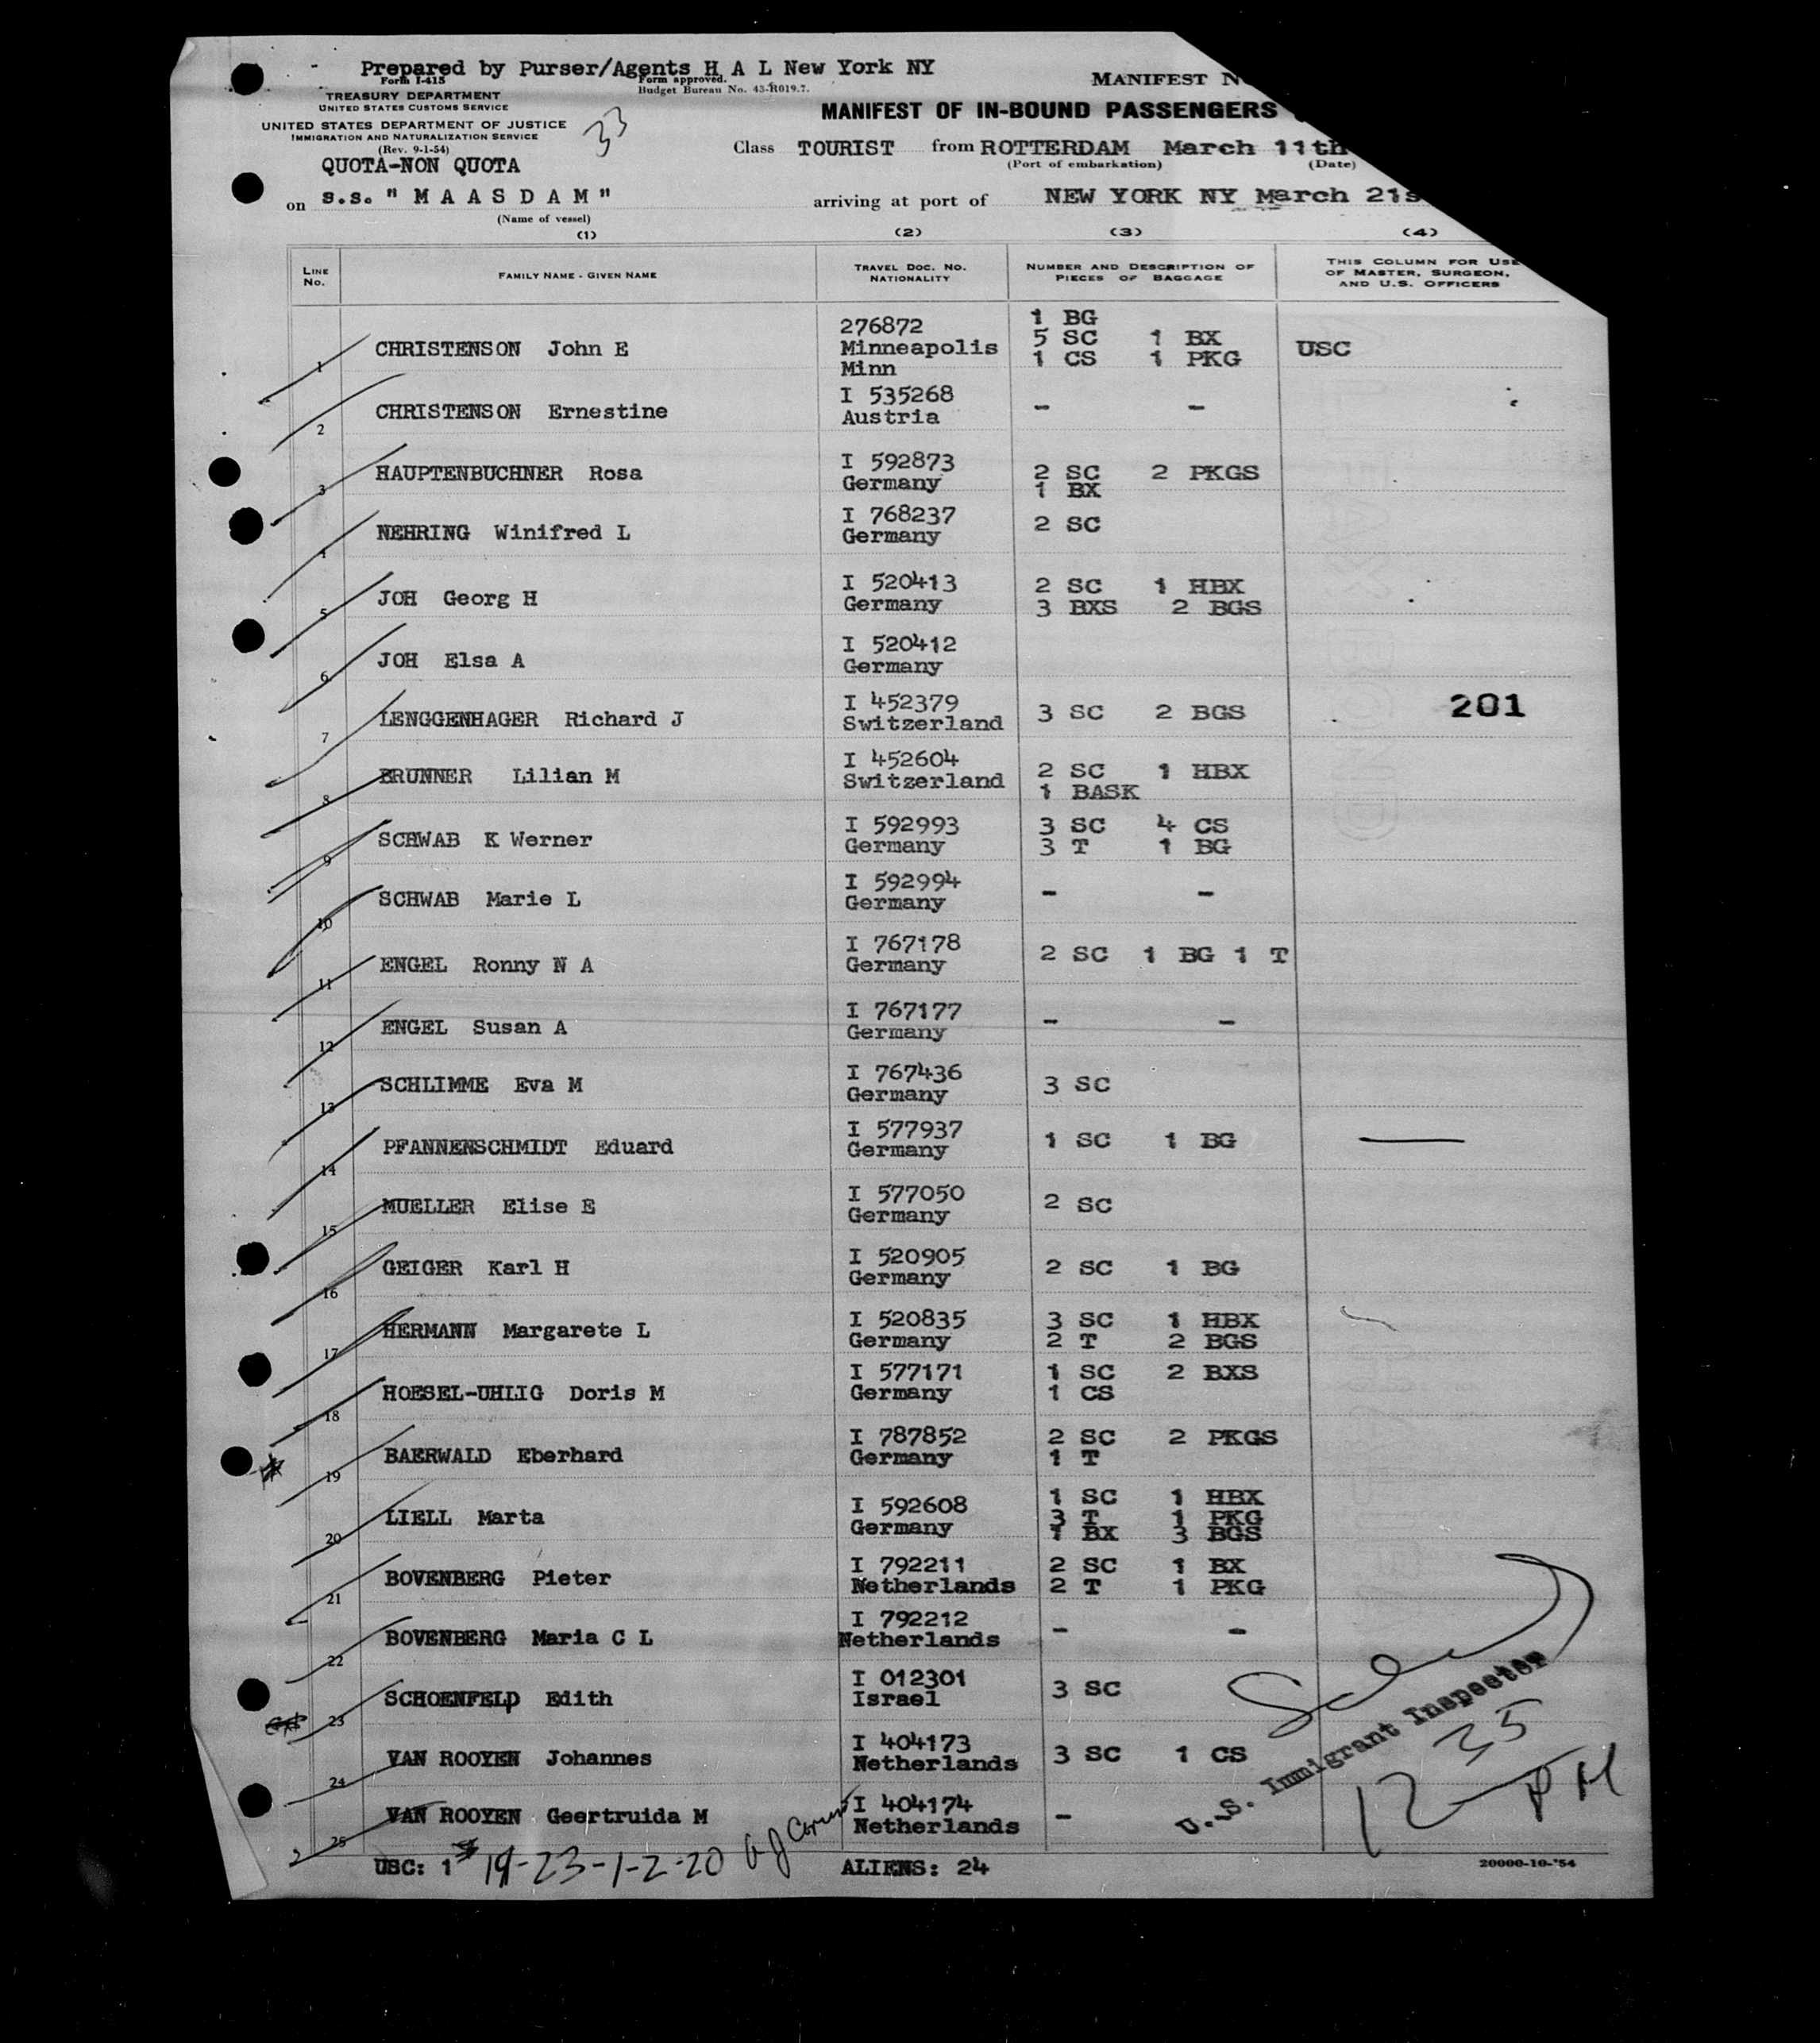 Prepared by Purser/Agents H A L New York NY
Form I-418
Form approved.
Budget Bureau No. 43-R019.7.
TREASURY DEPARTMENT
UNITED STATES CUSTOMS SERVICE
UNITED STATES DEPARTMENT OF JUSTICE
IMMIGRATION AND NATURALIZATION SERVICE
(Rev. 9-1-54)
33
QUOTA-NON QUOTA
MANIFEST
MANIFEST OF IN-BOUND PASSENGERS
Class TOURIST from ROTTERDAM March 11th
(Port of embarkation) (Date)
on s.s. "M A A S D A M"
(Name of vessel)
arriving at port of NEW YORK NY March
(1) (2) (3) (4)
LINE No. FAMILY NAME - GIVEN NAME TRAVEL DOC. No. NATIONALITY NUMBER AND DESCRIPTION OF PIECES OF BAGGAGE THIS COLUMN FOR USE OF MASTER, SURGEON, AND U.S. OFFICERS
1 CHRISTENSON John E 276872 Minneapolis Minn 1 BG 5 SC 1 BX 1 CS 1 PKG USC
2 CHRISTENSON Ernestine I 535268 Austria - -
3 HAUPTENBUCHNER Rosa I 592873 Germany 2 SC 2 PKGS 1 BX
4 NEHRING Winifred L I 768237 Germany 2 SC
5 JOH Georg H I 520413 Germany 2 SC 1 HBX 3 BXS 2 BGS
6 JOH Elsa A I 520412 Germany
7 LENGGENHAGER Richard J I 452379 Switzerland 3 SC 2 BGS 201
8 BRUNNER Lilian M I 452604 Switzerland 2 SC 1 HBX 1 BASK
9 SCHWAB K Werner I 592993 Germany 3 SC 4 CS 3 T 1 BG
10 SCHWAB Marie L I 592994 Germany - -
11 ENGEL Ronny N A I 767178 Germany 2 SC 1 BG 1 T
12 ENGEL Susan A I 767177 Germany - -
13 SCHLIMME Eva M I 767436 Germany 3 SC
14 PFANNENSCHMIDT Eduard I 577937 Germany 1 SC 1 BG
15 MUELLER Elise E I 577050 Germany 2 SC
16 GEIGER Karl H I 520905 Germany 2 SC 1 BG
17 HERMANN Margarete L I 520835 Germany 3 SC 1 HBX 2 T 2 BGS
18 HOESEL-UHLIG Doris M I 577171 Germany 1 SC 2 BXS 1 CS
19 BAERWALD Eberhard I 787852 Germany 2 SC 2 PKGS 1 T
20 LIELL Marta I 592608 Germany 1 SC 1 HBX 3 T 1 PKG 1 BX 3 BGS
21 BOVENBERG Pieter I 792211 Netherlands 2 SC 1 BX 2 T 1 PKG
22 BOVENBERG Maria C L I 792212 Netherlands - -
23 SCHOENFELD Edith I 012301 Israel 3 SC
24 VAN ROOYEN Johannes I 404173 Netherlands 3 SC 1 CS
25 VAN ROOYEN Geertruida M I 404174 Netherlands -
U.S. Immigrant Inspector
35
12 PM
USC: 1 19-23-1-2-20 ALIENS: 24
20000-10-'54